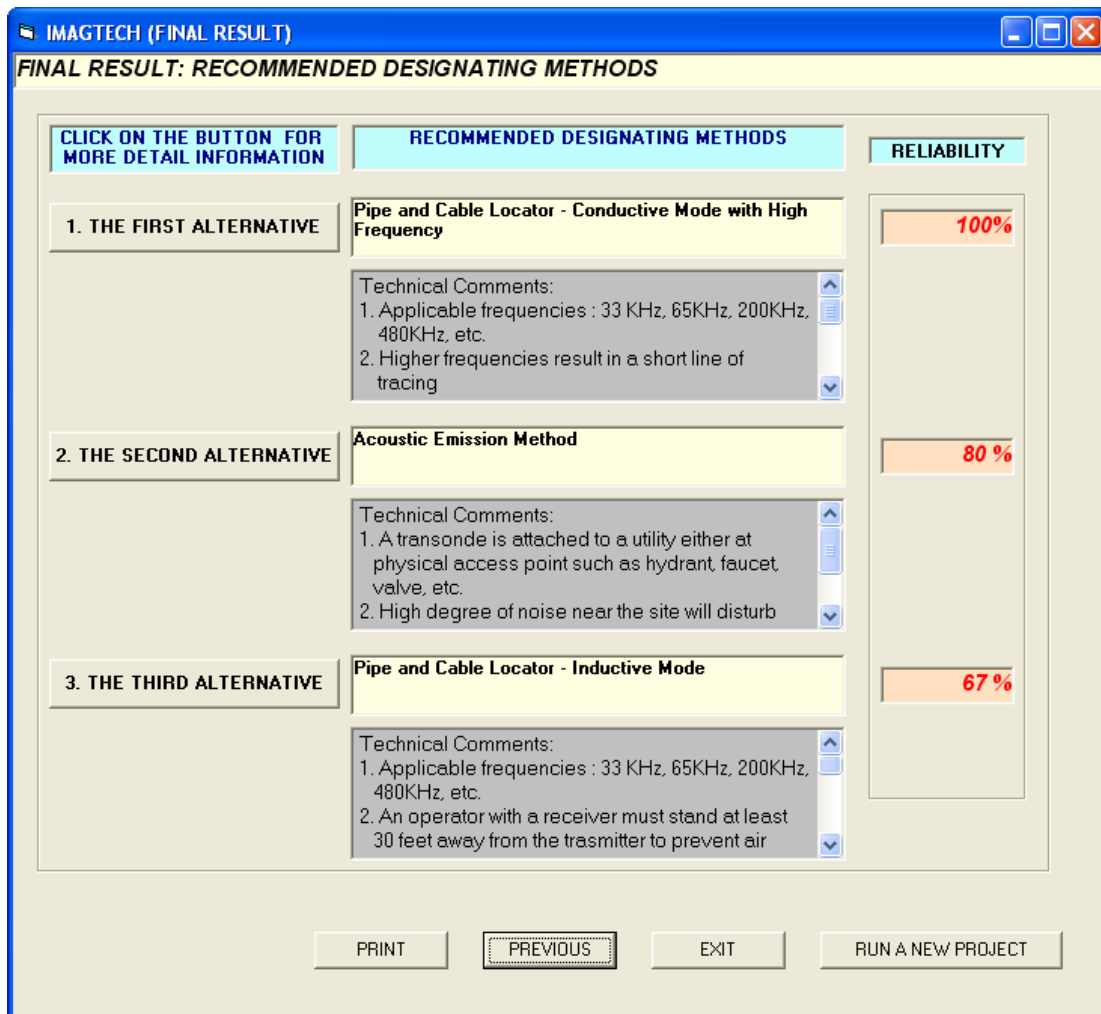 IMAGTECH (FINAL RESULT)
FINAL RESULT: RECOMMENDED DESIGNATING METHODS
CLICK ON THE BUTTON FOR
MORE DETAIL INFORMATION
RECOMMENDED DESIGNATING METHODS
RELIABILITY
1. THE FIRST ALTERNATIVE
Pipe and Cable Locator - Conductive Mode with High
Frequency
100%
Technical Comments:
1. Applicable frequencies : 33 KHz, 65KHz, 200KHz,
480KHz, etc.
2. Higher frequencies result in a short line of
tracing
2. THE SECOND ALTERNATIVE
Acoustic Emission Method
80 %
Technical Comments:
1. A transonde is attached to a utility either at
physical access point such as hydrant, faucet,
valve, etc.
2. High degree of noise near the site will disturb
3. THE THIRD ALTERNATIVE
Pipe and Cable Locator - Inductive Mode
67 %
Technical Comments:
1. Applicable frequencies : 33 KHz, 65KHz, 200KHz,
480KHz, etc.
2. An operator with a receiver must stand at least
30 feet away from the trasmitter to prevent air
PRINT
PREVIOUS
EXIT
RUN A NEW PROJECT